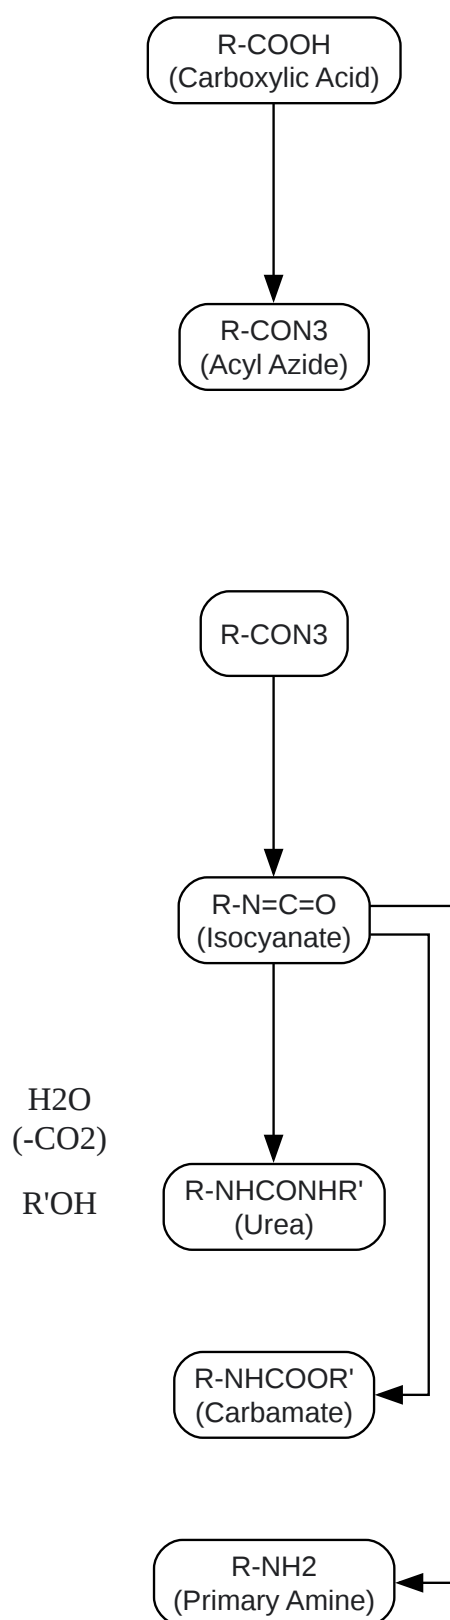 R-COOH
(Carboxylic Acid)
R-CON3
(Acyl Azide)
R-CON3
R-N=C=O
(Isocyanate)
H2O
(-CO2)
R'OH
R-NHCONHR'
(Urea)
R-NHCOOR'
(Carbamate)
R-NH2
(Primary Amine)